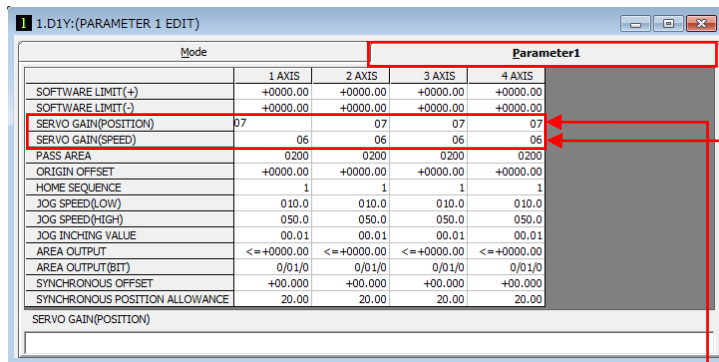 1.D1Y:(PARAMETER 1 EDIT)
Mode Parameter1
1 AXIS 2 AXIS 3 AXIS 4 AXIS
SOFTWARE LIMIT(+) +0000.00 +0000.00 +0000.00 +0000.00
SOFTWARE LIMIT(-) +0000.00 +0000.00 +0000.00 +0000.00
SERVO GAIN(POSITION) 07 07 07 07
SERVO GAIN(SPEED) 06 06 06 06
PASS AREA 0200 0200 0200 0200
ORIGIN OFFSET +0000.00 +0000.00 +0000.00 +0000.00
HOME SEQUENCE 1 1 1 1
JOG SPEED(LOW) 010.0 010.0 010.0 010.0
JOG SPEED(HIGH) 050.0 050.0 050.0 050.0
JOG INCHING VALUE 00.01 00.01 00.01 00.01
AREA OUTPUT <=+0000.00 <=+0000.00 <=+0000.00 <=+0000.00
AREA OUTPUT(BIT) 0/01/0 0/01/0 0/01/0 0/01/0
SYNCHRONOUS OFFSET +00.000 +00.000 +00.000 +00.000
SYNCHRONOUS POSITION ALLOWANCE 20.00 20.00 20.00 20.00
SERVO GAIN(POSITION)